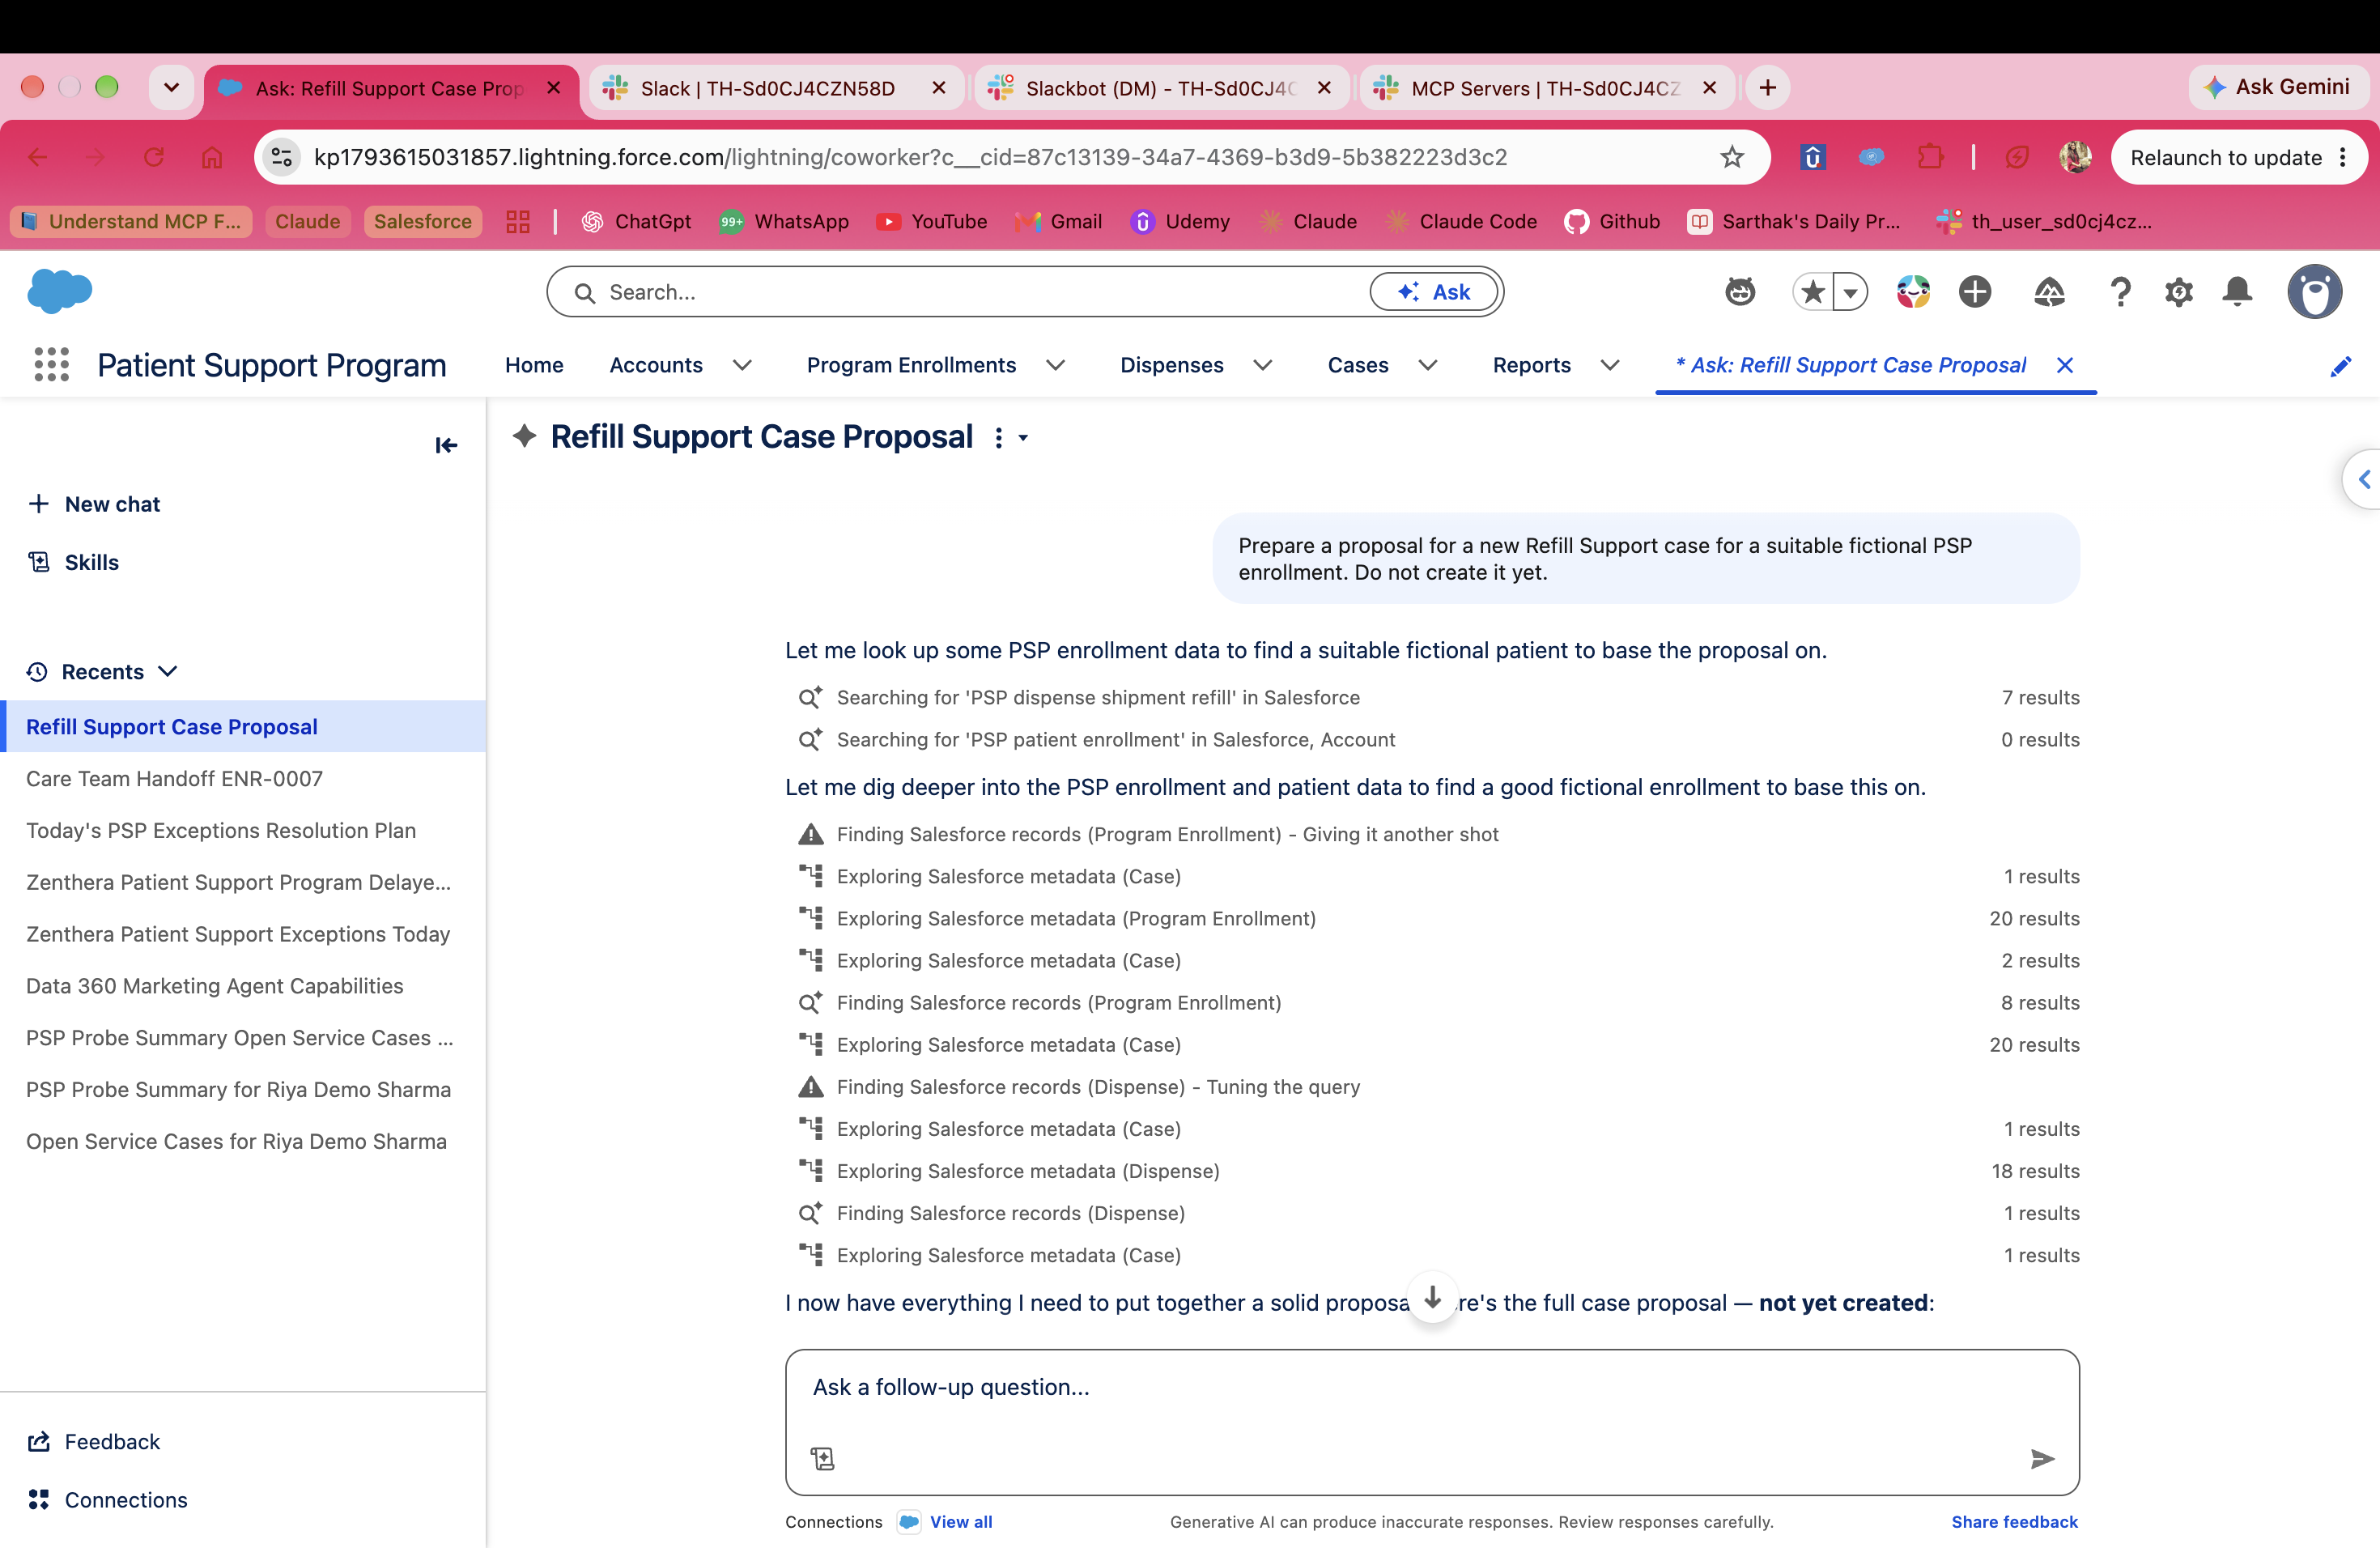 Ask: Refill Support Case Prop
Slack | TH-Sd0CJ4CZN58D
Slackbot (DM) - TH-Sd0CJ4C
MCP Servers | TH-Sd0CJ4CZ
Ask Gemini
kp1793615031857.lightning.force.com/lightning/coworker?c__cid=87c13139-34a7-4369-b3d9-5b382223d3c2
Relaunch to update
Understand MCP F...
Claude
Salesforce
ChatGpt
99+
WhatsApp
YouTube
Gmail
Udemy
Claude
Claude Code
Github
Sarthak's Daily Pr...
th_user_sd0cj4cz...
Search...
Ask
Patient Support Program
Home
Accounts
Program Enrollments
Dispenses
Cases
Reports
* Ask: Refill Support Case Proposal
New chat
Skills
Recents
Refill Support Case Proposal
Care Team Handoff ENR-0007
Today's PSP Exceptions Resolution Plan
Zenthera Patient Support Program Delaye...
Zenthera Patient Support Exceptions Today
Data 360 Marketing Agent Capabilities
PSP Probe Summary Open Service Cases ...
PSP Probe Summary for Riya Demo Sharma
Open Service Cases for Riya Demo Sharma
Feedback
Connections
Refill Support Case Proposal
Prepare a proposal for a new Refill Support case for a suitable fictional PSP
enrollment. Do not create it yet.
Let me look up some PSP enrollment data to find a suitable fictional patient to base the proposal on.
Searching for 'PSP dispense shipment refill' in Salesforce 7 results
Searching for 'PSP patient enrollment' in Salesforce, Account 0 results
Let me dig deeper into the PSP enrollment and patient data to find a good fictional enrollment to base this on.
Finding Salesforce records (Program Enrollment) - Giving it another shot
Exploring Salesforce metadata (Case) 1 results
Exploring Salesforce metadata (Program Enrollment) 20 results
Exploring Salesforce metadata (Case) 2 results
Finding Salesforce records (Program Enrollment) 8 results
Exploring Salesforce metadata (Case) 20 results
Finding Salesforce records (Dispense) - Tuning the query
Exploring Salesforce metadata (Case) 1 results
Exploring Salesforce metadata (Dispense) 18 results
Finding Salesforce records (Dispense) 1 results
Exploring Salesforce metadata (Case) 1 results
I now have everything I need to put together a solid proposa re's the full case proposal — not yet created:
Ask a follow-up question...
Connections
View all
Generative AI can produce inaccurate responses. Review responses carefully.
Share feedback